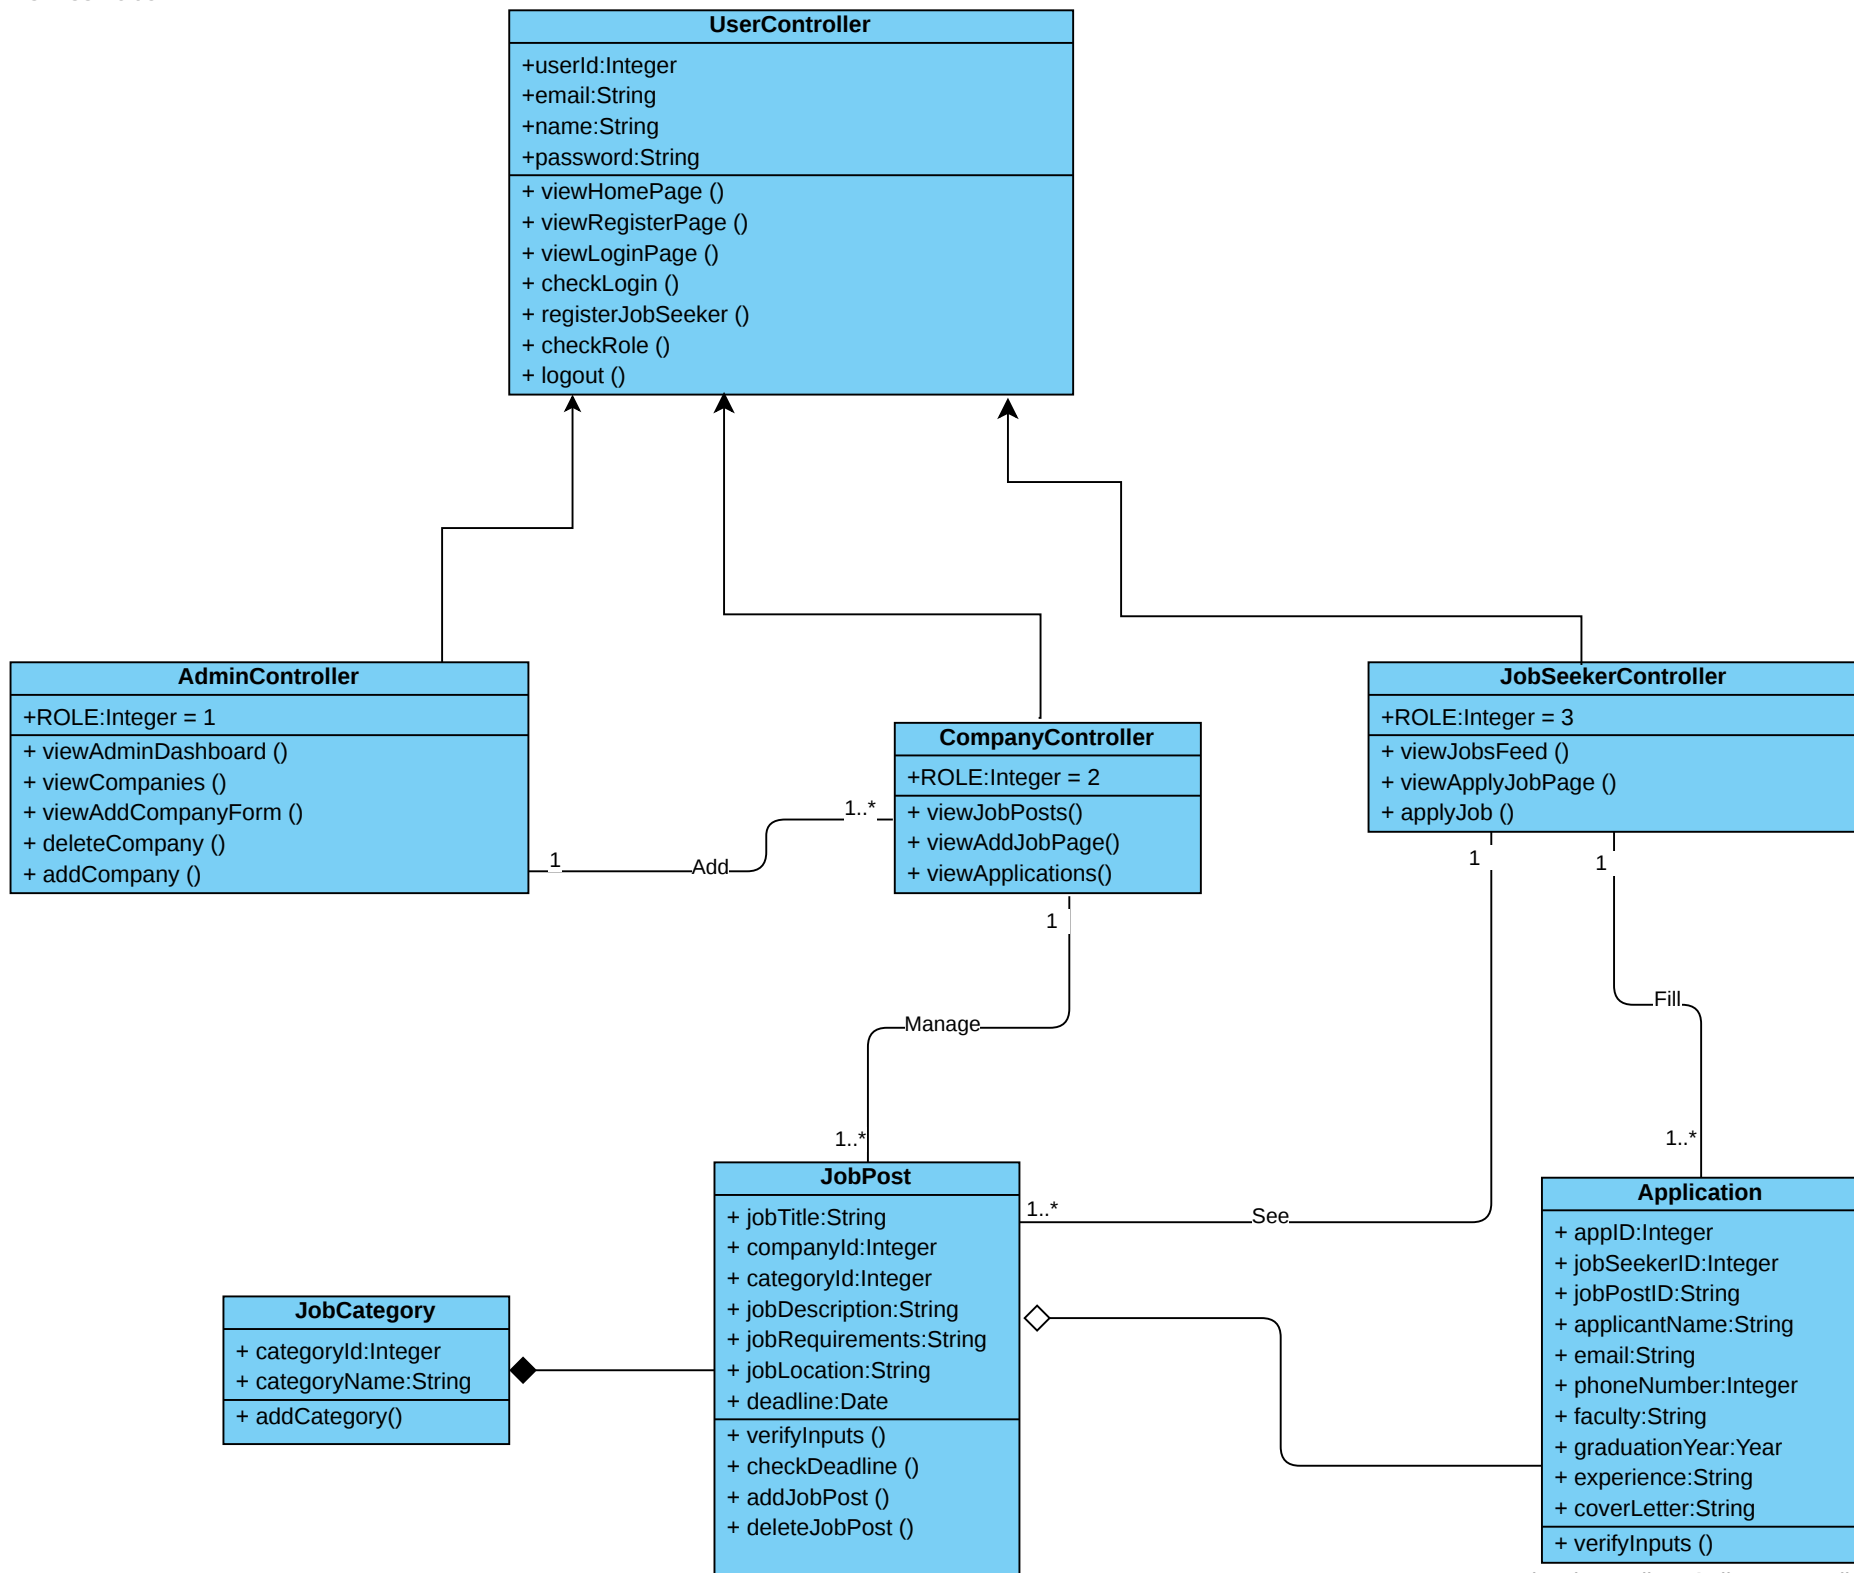 UserController
+userId:Integer
+email:String
+name:String
+password:String
+ viewHomePage ()
+ viewRegisterPage ()
+ viewLoginPage ()
+ checkLogin ()
+ registerJobSeeker ()
+ checkRole ()
+ logout ()
AdminController
+ROLE:Integer = 1
+ viewAdminDashboard ()
+ viewCompanies ()
+ viewAddCompanyForm ()
+ deleteCompany ()
+ addCompany ()
1
Add
1..*
CompanyController
+ROLE:Integer = 2
+ viewJobPosts()
+ viewAddJobPage()
+ viewApplications()
JobSeekerController
+ROLE:Integer = 3
+ viewJobsFeed ()
+ viewApplyJobPage ()
+ applyJob ()
1
1
1
Manage
Fill
1..*
1..*
JobPost
+ jobTitle:String
+ companyId:Integer
+ categoryId:Integer
+ jobDescription:String
+ jobRequirements:String
+ jobLocation:String
+ deadline:Date
+ verifyInputs ()
+ checkDeadline ()
+ addJobPost ()
+ deleteJobPost ()
1..*
See
JobCategory
+ categoryId:Integer
+ categoryName:String
+ addCategory()
Application
+ appID:Integer
+ jobSeekerID:Integer
+ jobPostID:String
+ applicantName:String
+ email:String
+ phoneNumber:Integer
+ faculty:String
+ graduationYear:Year
+ experience:String
+ coverLetter:String
+ verifyInputs ()